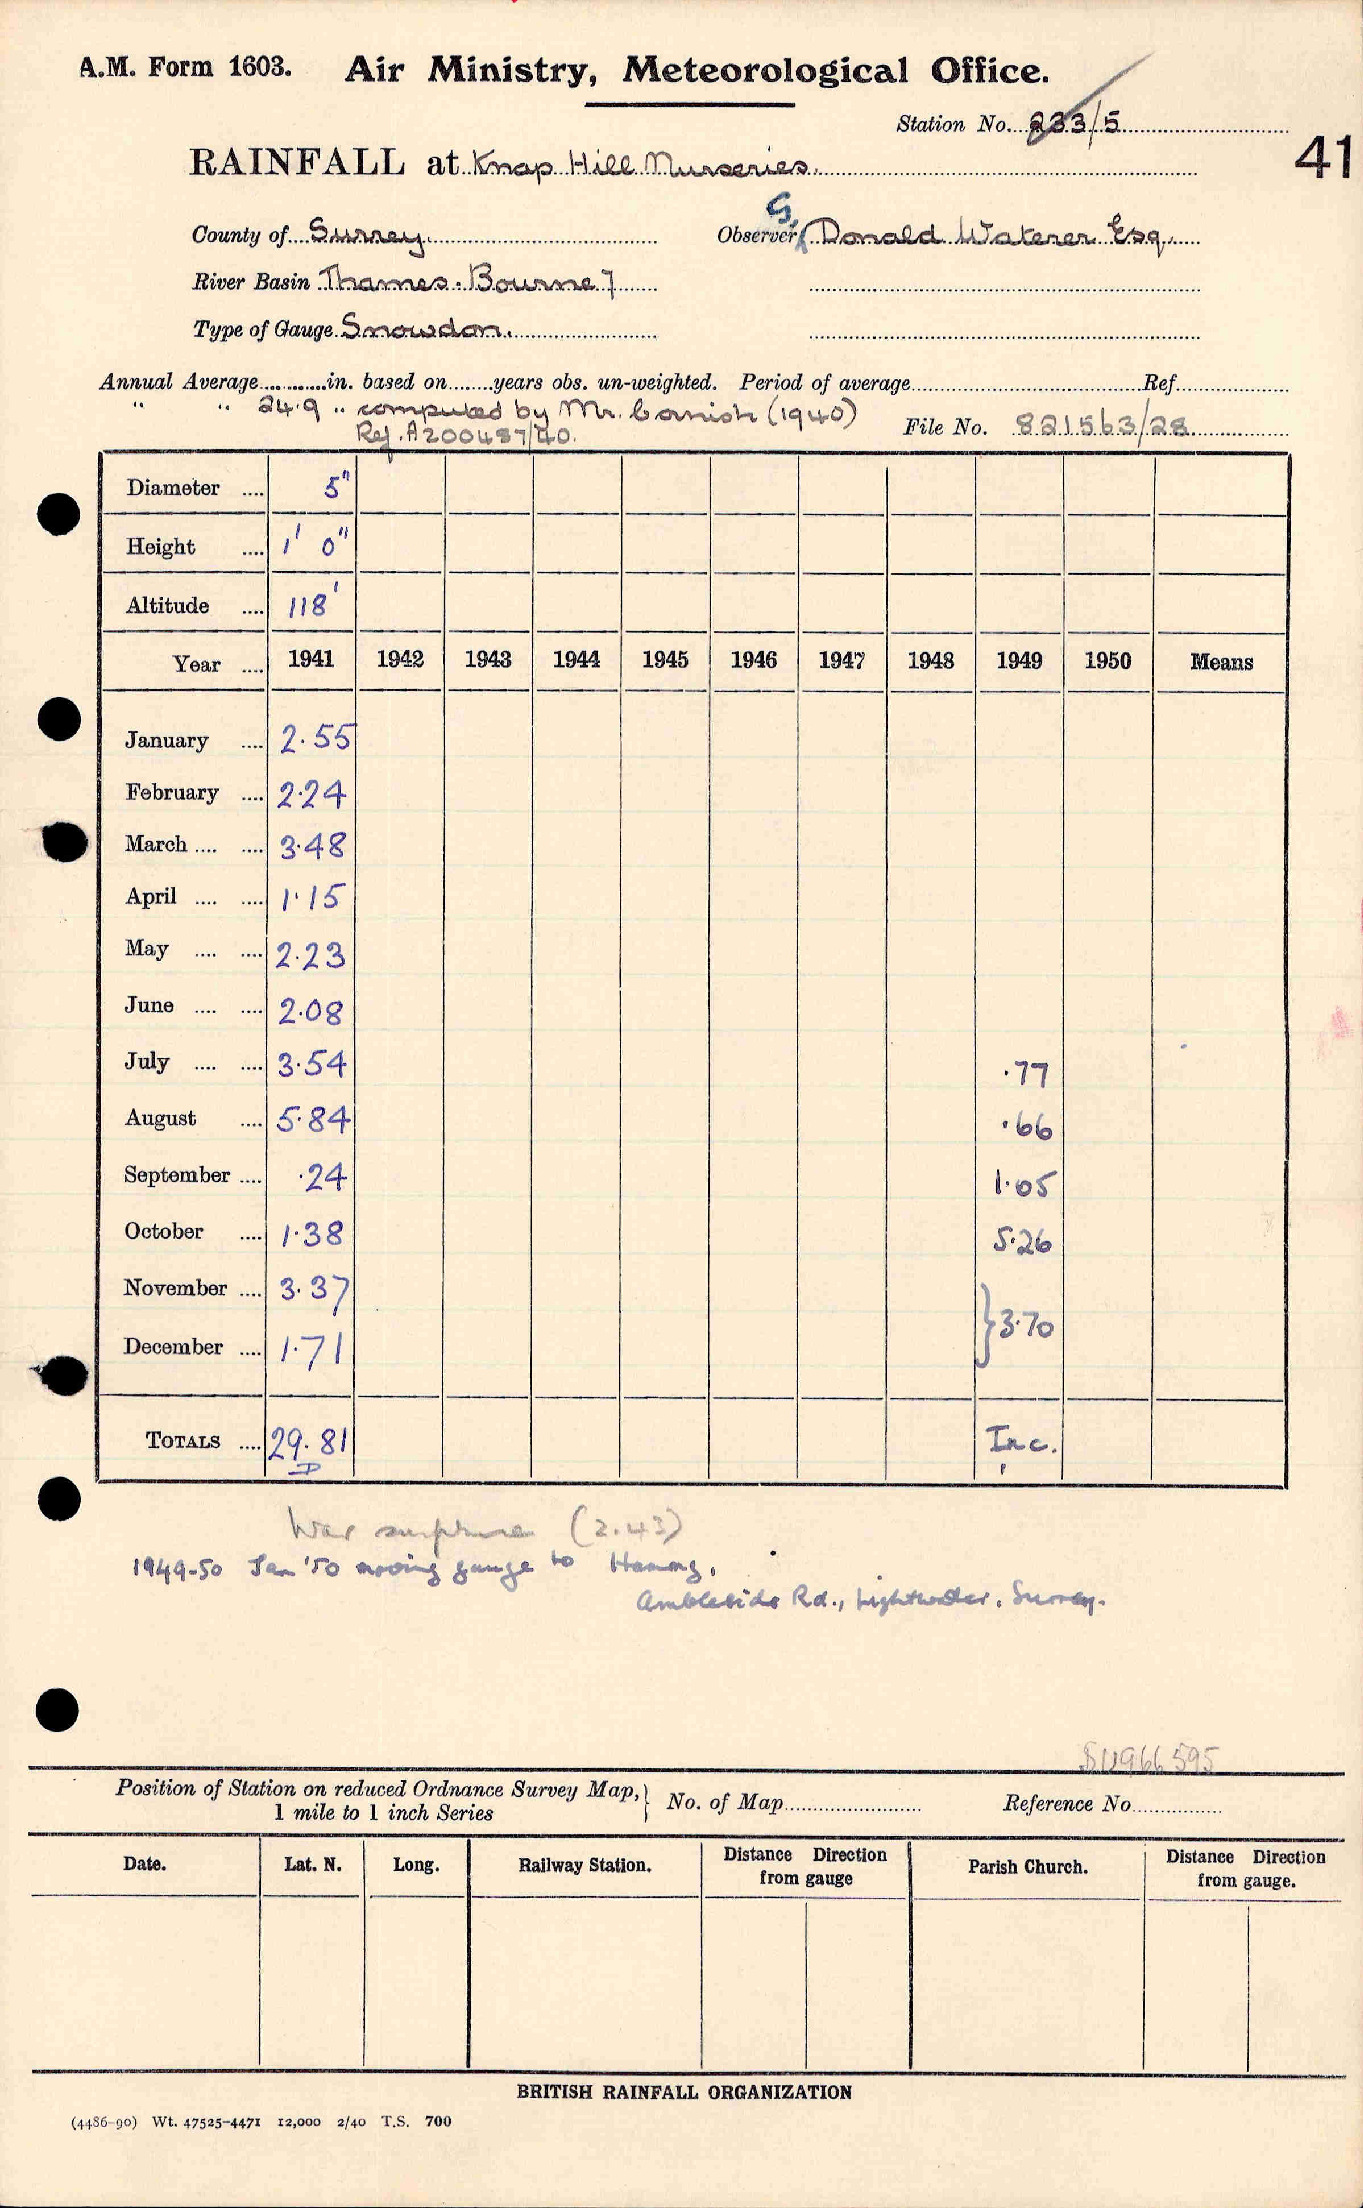 A.M. Form 1603. Air Ministry, Meteorological Office.
Station No. 233/5
41
RAINFALL at Knap Hill Nurseries.
County of Surrey. Observer S. Donald Waterer Esq.
River Basin Thames. Bourne 7
Type of Gauge Snowdon.
Annual Average............in. based on........years obs. un-weighted. Period of average............Ref............
" " 24.9 " computed by Mr. Cornish (1940)
Ref. A200487/40.
File No. 821563/28
Diameter .... 5"
Height .... 1' 0"
Altitude .... 118'
Year .... 1941 1942 1943 1944 1945 1946 1947 1948 1949 1950 Means
January .... 2.55
February .... 2.24
March .... .... 3.48
April .... .... 1.15
May .... .... 2.23
June .... .... 2.08
July .... .... 3.54 .77
August .... 5.84 .66
September .... .24 1.05
October .... 1.38 5.26
November .... 3.37
} 3.70
December .... 1.71
TOTALS .... 29.81 Inc.
War (2.43)
1949-50 Jan '50 moving gauge to
Ambleside Rd., Lightwater, Surrey.
SU966595
Position of Station on reduced Ordnance Survey Map, }
1 mile to 1 inch Series
No. of Map............ Reference No............
Date. Lat. N. Long. Railway Station. Distance Direction from gauge Parish Church. Distance Direction from gauge.
BRITISH RAINFALL ORGANIZATION
(4486-90) Wt. 47525-4471 12,000 2/40 T.S. 700